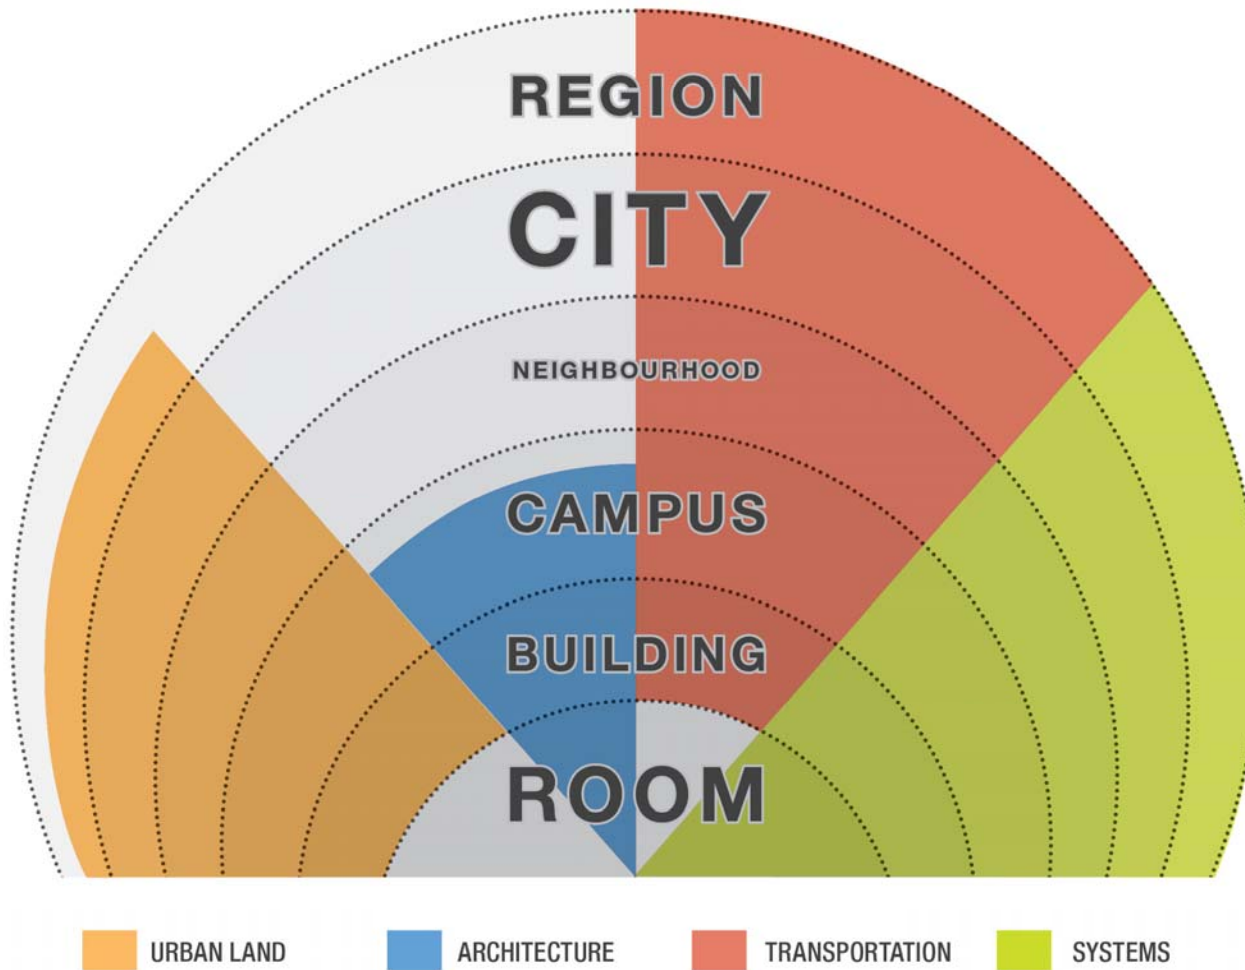 REGION
CITY
NEIGHBOURHOOD
CAMPUS
BUILDING
ROOM
URBAN LAND ARCHITECTURE TRANSPORTATION SYSTEMS